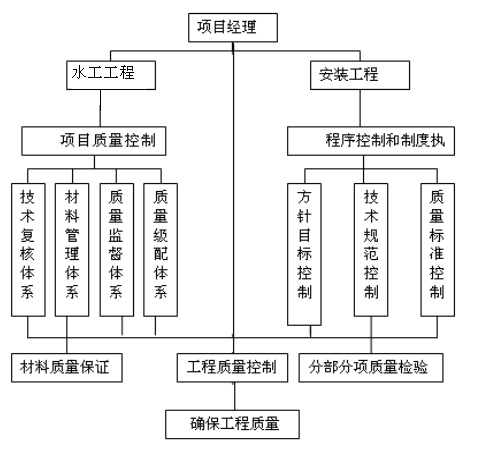 项目经理
水工工程
安装工程
项目质量控制
程序控制和制度执
技术复核体系
材料管理体系
质量监督体系
质量级配体系
方针目标控制
技术规范控制
质量标准控制
材料质量保证
工程质量控制
分部分项质量检验
确保工程质量